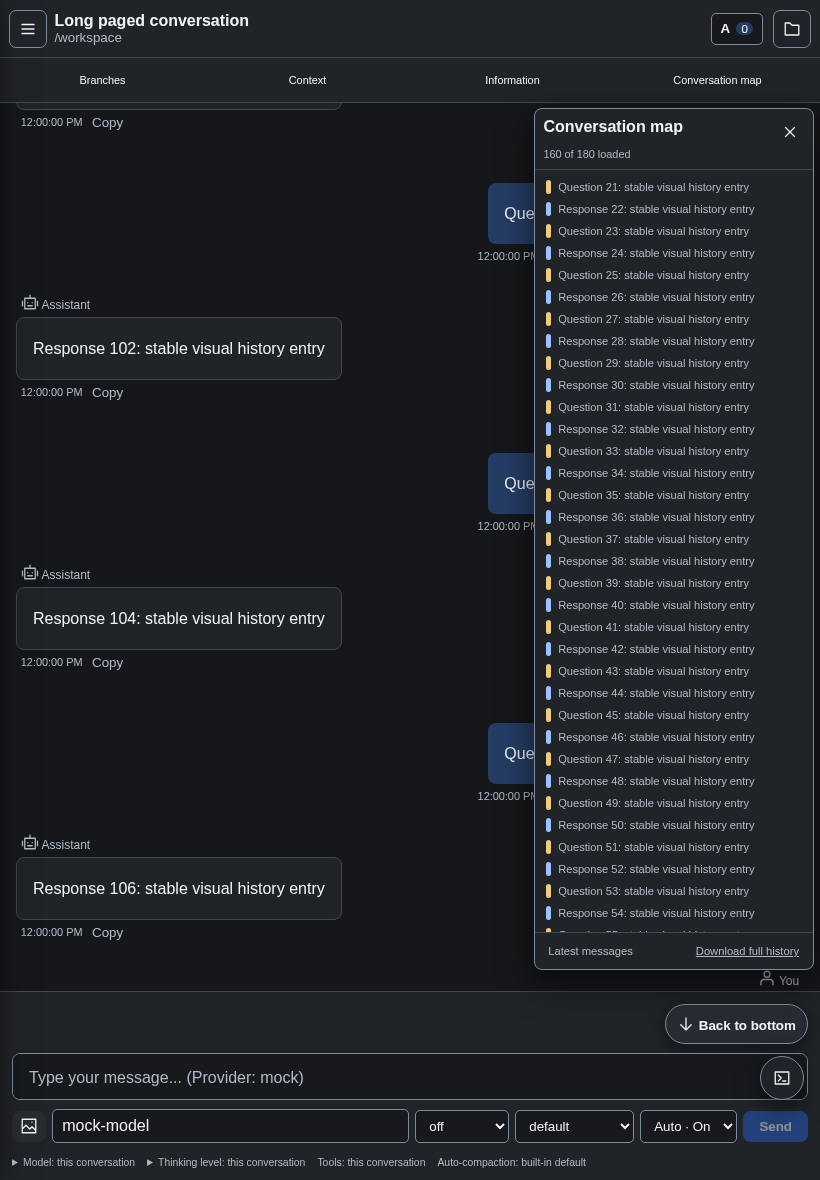 Long paged conversation
/workspace
A 0
Branches Context Information Conversation map
12:00:00 PM Copy
Que
12:00:00 PM
Assistant
Response 102: stable visual history entry
12:00:00 PM Copy
Que
12:00:00 PM
Assistant
Response 104: stable visual history entry
12:00:00 PM Copy
Que
12:00:00 PM
Assistant
Response 106: stable visual history entry
12:00:00 PM Copy
You
Conversation map
160 of 180 loaded
Question 21: stable visual history entry
Response 22: stable visual history entry
Question 23: stable visual history entry
Response 24: stable visual history entry
Question 25: stable visual history entry
Response 26: stable visual history entry
Question 27: stable visual history entry
Response 28: stable visual history entry
Question 29: stable visual history entry
Response 30: stable visual history entry
Question 31: stable visual history entry
Response 32: stable visual history entry
Question 33: stable visual history entry
Response 34: stable visual history entry
Question 35: stable visual history entry
Response 36: stable visual history entry
Question 37: stable visual history entry
Response 38: stable visual history entry
Question 39: stable visual history entry
Response 40: stable visual history entry
Question 41: stable visual history entry
Response 42: stable visual history entry
Question 43: stable visual history entry
Response 44: stable visual history entry
Question 45: stable visual history entry
Response 46: stable visual history entry
Question 47: stable visual history entry
Response 48: stable visual history entry
Question 49: stable visual history entry
Response 50: stable visual history entry
Question 51: stable visual history entry
Response 52: stable visual history entry
Question 53: stable visual history entry
Response 54: stable visual history entry
Latest messages Download full history
Back to bottom
Type your message... (Provider: mock)
mock-model off default Auto · On Send
Model: this conversation Thinking level: this conversation Tools: this conversation Auto-compaction: built-in default